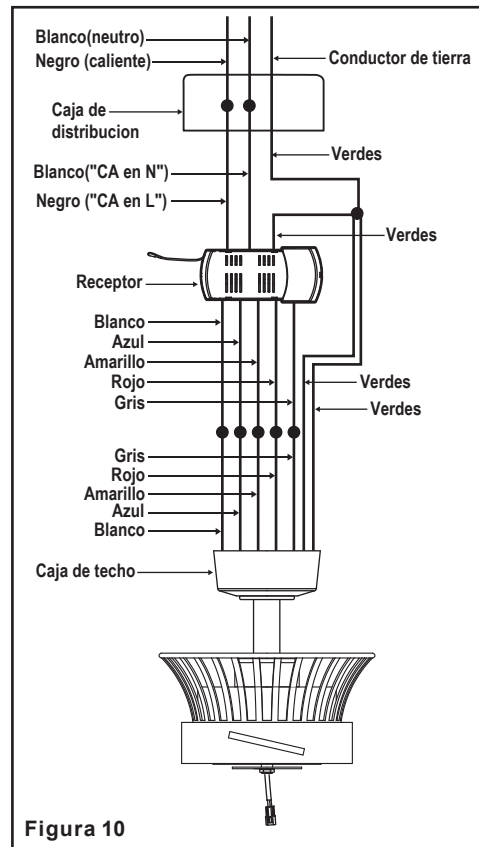 Blanco(neutro)
Negro (caliente)
Conductor de tierra
Caja de
distribucion
Verdes
Blanco("CA en N")
Negro ("CA en L")
Verdes
Receptor
Blanco
Azul
Amarillo
Rojo
Verdes
Gris
Verdes
Gris
Rojo
Amarillo
Azul
Blanco
Caja de techo
Figura 10